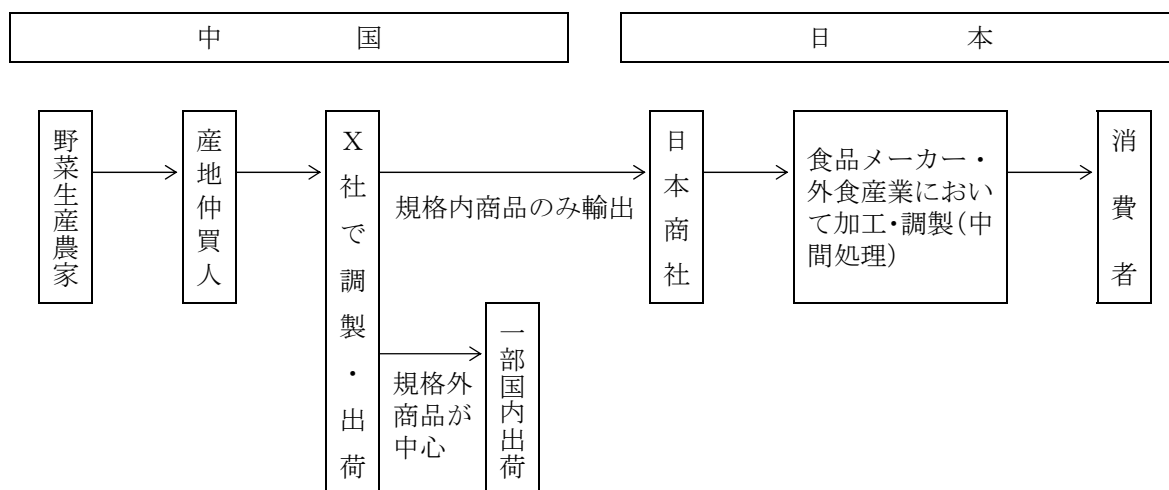 中国
日本
野菜生産農家
産地仲買人
X社で調製・出荷
規格内商品のみ輸出
規格外
商品が
中心
一部国内出荷
日本商社
食品メーカー・
外食産業におい
て加工・調製（中
間処理）
消費者